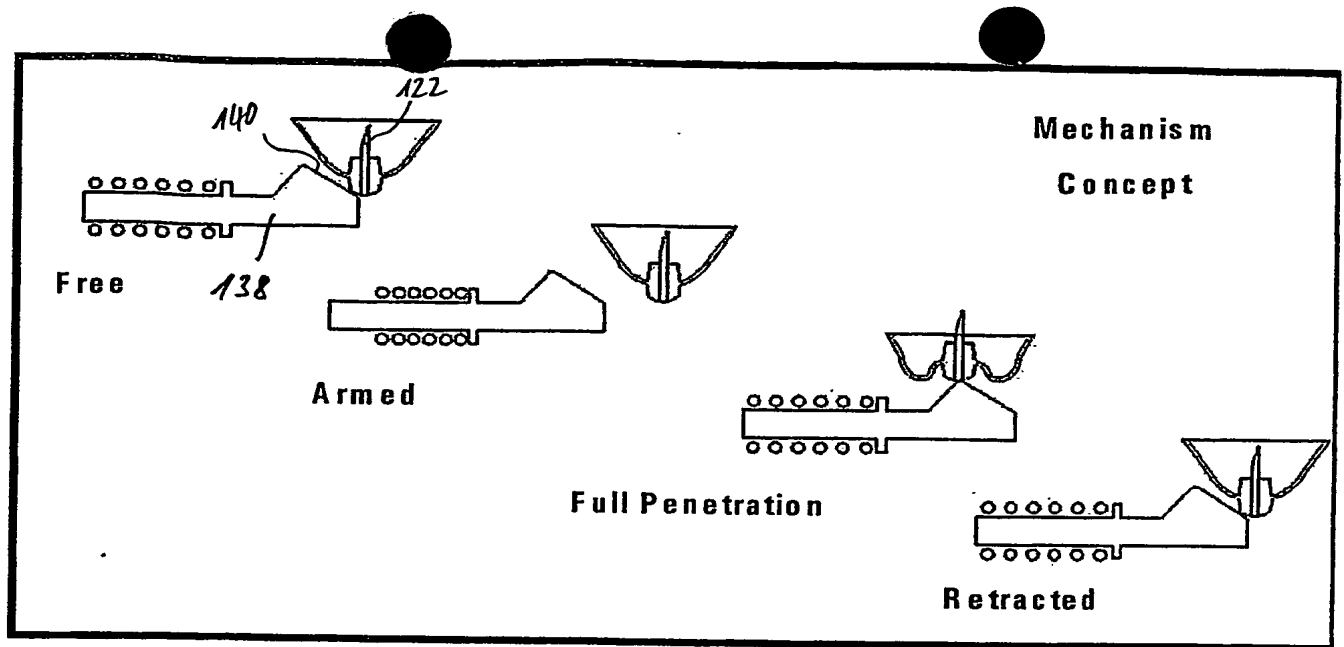 122
140
Mechanism
Concept
Free
138
Armed
Full Penetration
Retracted